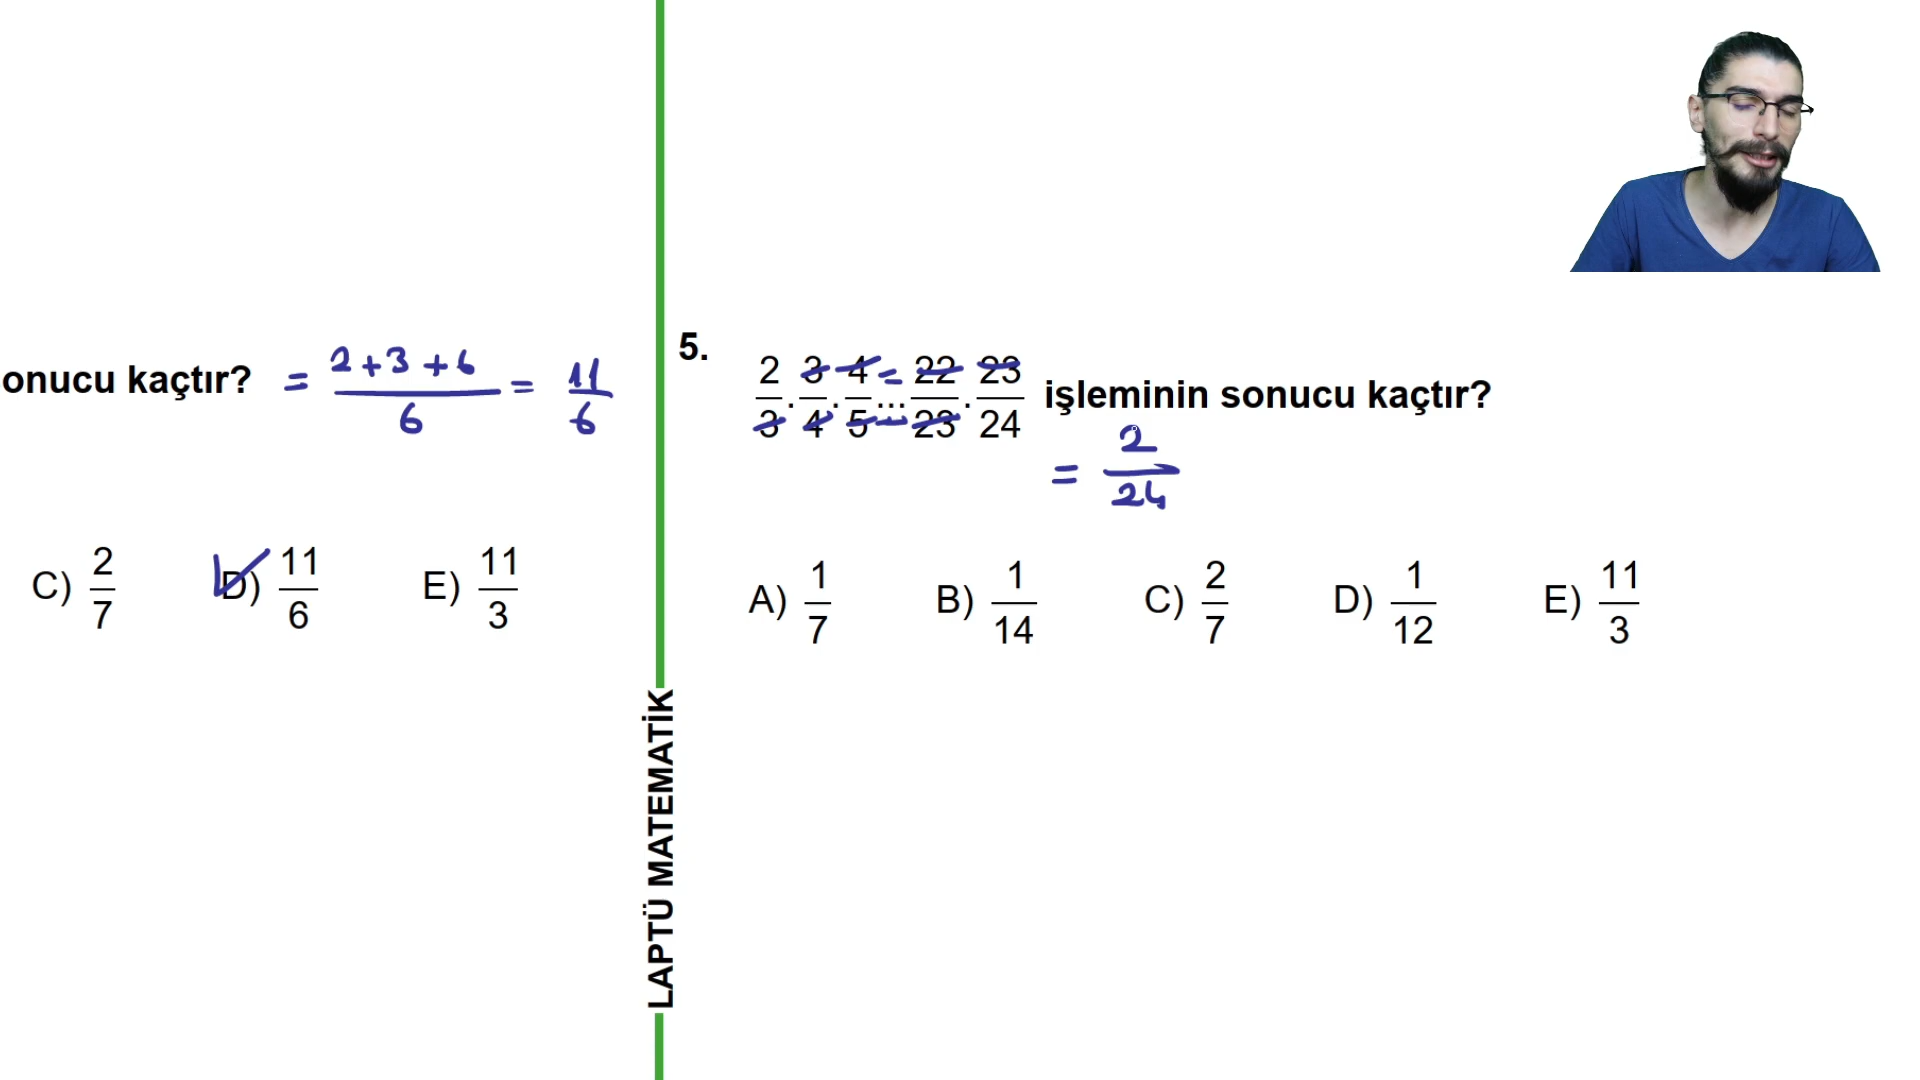 onucu kaçtır? = 2+3+6 / 6 = 11/6
C) 2/7 D) 11/6 E) 11/3
LAPTÜ MATEMATİK
5. 2/3 . 3/4 . 4/5 ... 22/23 . 23/24 işleminin sonucu kaçtır?
= 2/24
A) 1/7 B) 1/14 C) 2/7 D) 1/12 E) 11/3